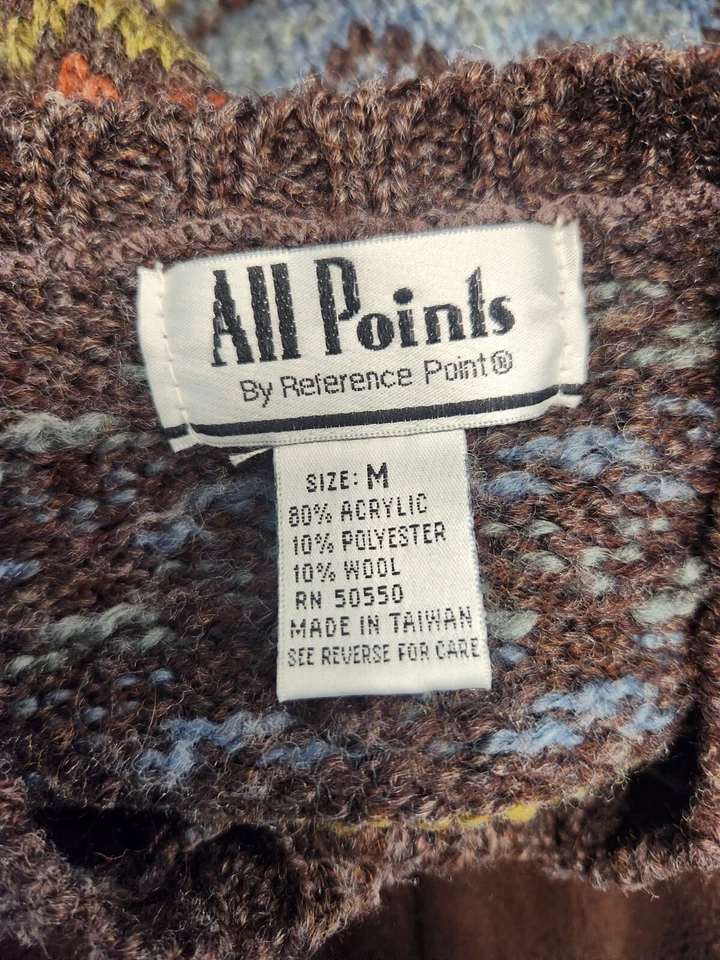 All Points
By Reference Point®
SIZE: M
80% ACRYLIC
10% POLYESTER
10% WOOL
RN 50550
MADE IN TAIWAN
SEE REVERSE FOR CARE